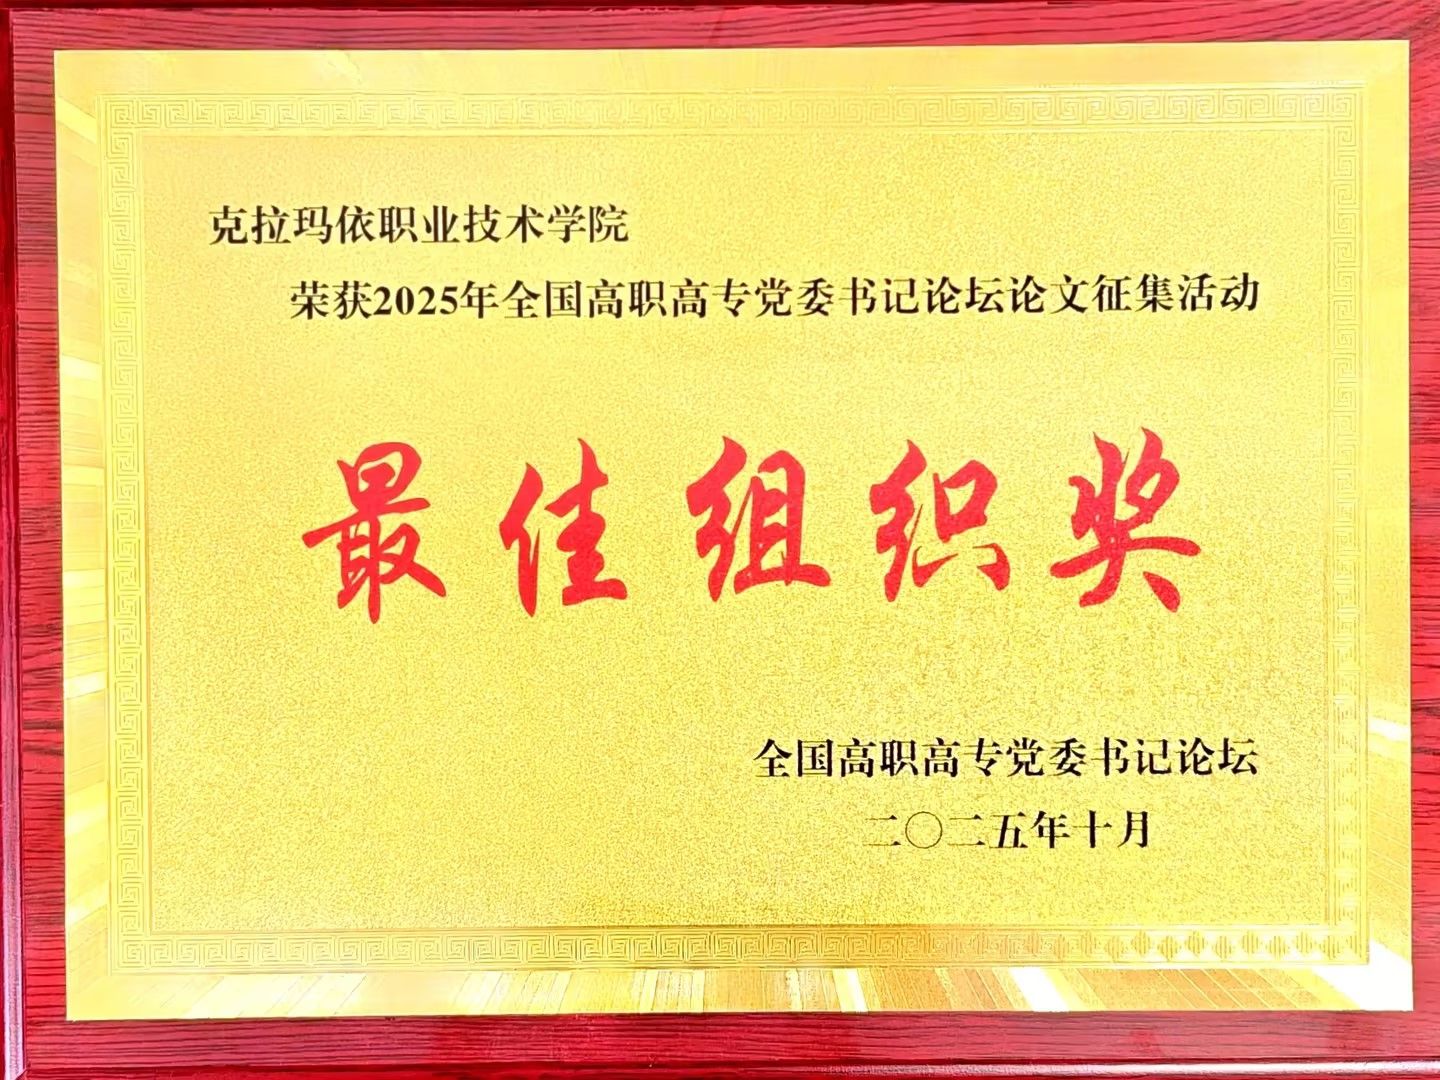 克拉玛依职业技术学院
荣获2025年全国高职高专党委书记论坛论文征集活动
最佳组织奖
全国高职高专党委书记论坛
二〇二五年十月